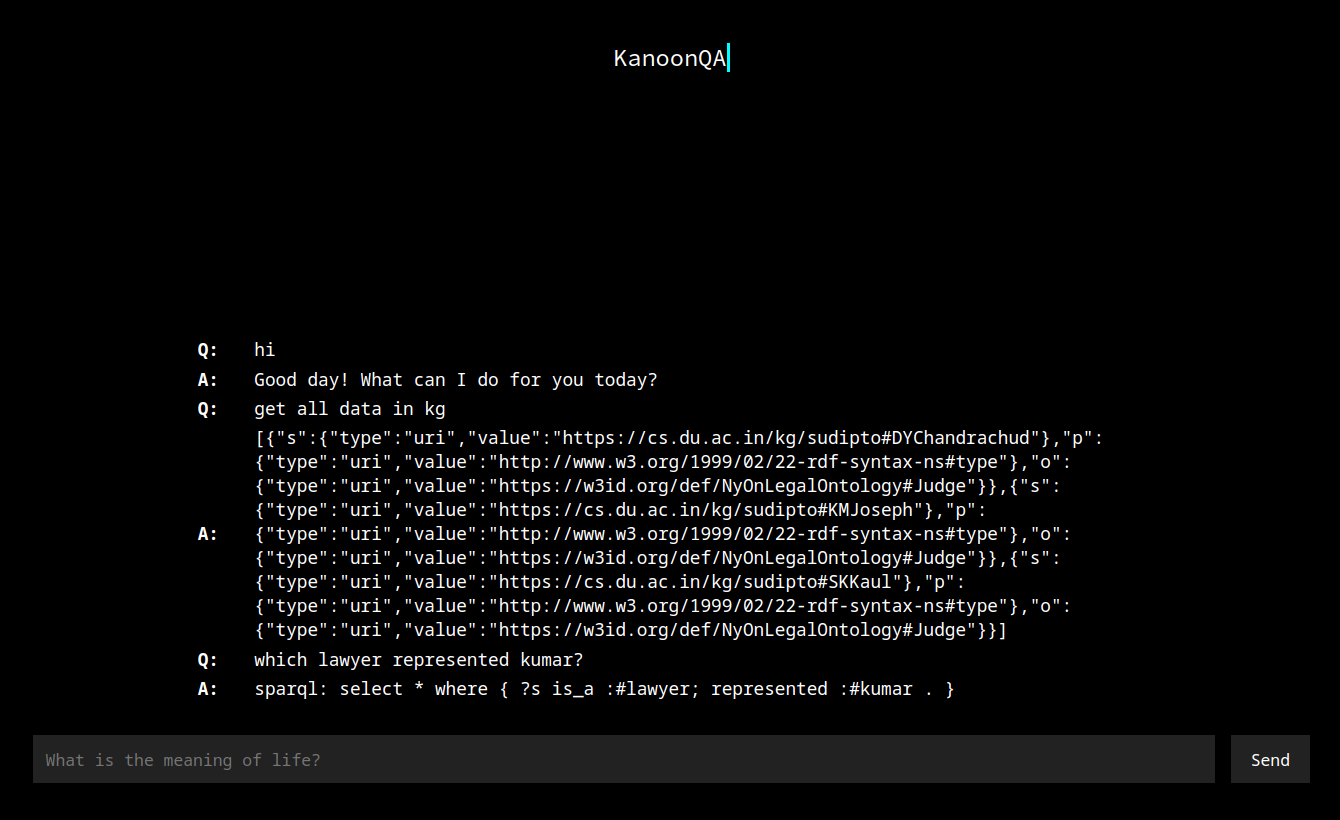 KanoonQA
Q: hi
A: Good day! What can I do for you today?
Q: get all data in kg
[{"s":{"type":"uri","value":"https://cs.du.ac.in/kg/sudipto#DYChandrachud"},"p":
{"type":"uri","value":"http://www.w3.org/1999/02/22-rdf-syntax-ns#type"},"o":
{"type":"uri","value":"https://w3id.org/def/NyOnLegalOntology#Judge"}},{"s":
{"type":"uri","value":"https://cs.du.ac.in/kg/sudipto#KMJoseph"},"p":
A: {"type":"uri","value":"http://www.w3.org/1999/02/22-rdf-syntax-ns#type"},"o":
{"type":"uri","value":"https://w3id.org/def/NyOnLegalOntology#Judge"}},{"s":
{"type":"uri","value":"https://cs.du.ac.in/kg/sudipto#SKKaul"},"p":
{"type":"uri","value":"http://www.w3.org/1999/02/22-rdf-syntax-ns#type"},"o":
{"type":"uri","value":"https://w3id.org/def/NyOnLegalOntology#Judge"}}]
Q: which lawyer represented kumar?
A: sparql: select * where { ?s is_a :#lawyer; represented :#kumar . }
What is the meaning of life?
Send